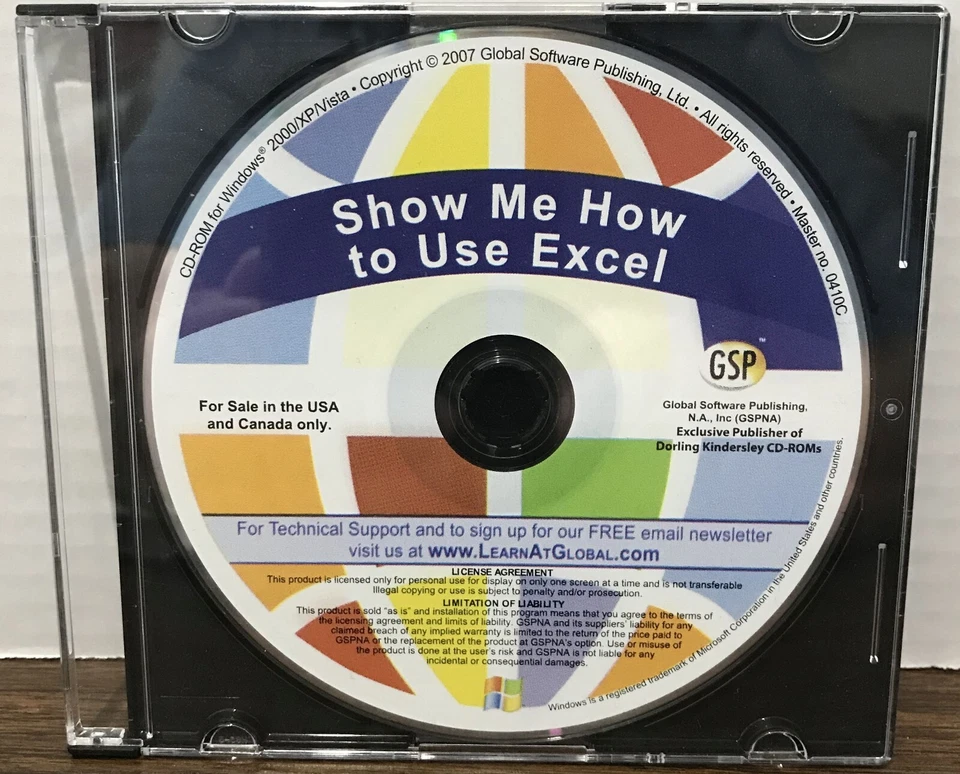 CD-ROM for Windows® 2000/XP/Vista • Copyright © 2007 Global Software Publishing, Ltd. • All rights reserved • Master no. 0410C
Show Me How
to Use Excel
GSP™
For Sale in the USA
and Canada only.
Global Software Publishing,
N.A., Inc (GSPNA)
Exclusive Publisher of
Dorling Kindersley CD-ROMs
For Technical Support and to sign up for our FREE email newsletter
visit us at www.LearnAtGlobal.com
LICENSE AGREEMENT
This product is licensed only for personal use for display on only one screen at a time and is not transferable
Illegal copying or use is subject to penalty and/or prosecution.
LIMITATION OF LIABILITY
This product is sold "as is" and installation of this program means that you agree to the terms of
the licensing agreement and limits of liability. GSPNA and its suppliers' liability for any
claimed breach of any implied warranty is limited to the return of the price paid to
GSPNA or the replacement of the product at GSPNA's option. Use or misuse of
the product is done at the user's risk and GSPNA is not liable for any
incidental or consequential damages.
Windows is a registered trademark of Microsoft Corporation in the United States and other countries.